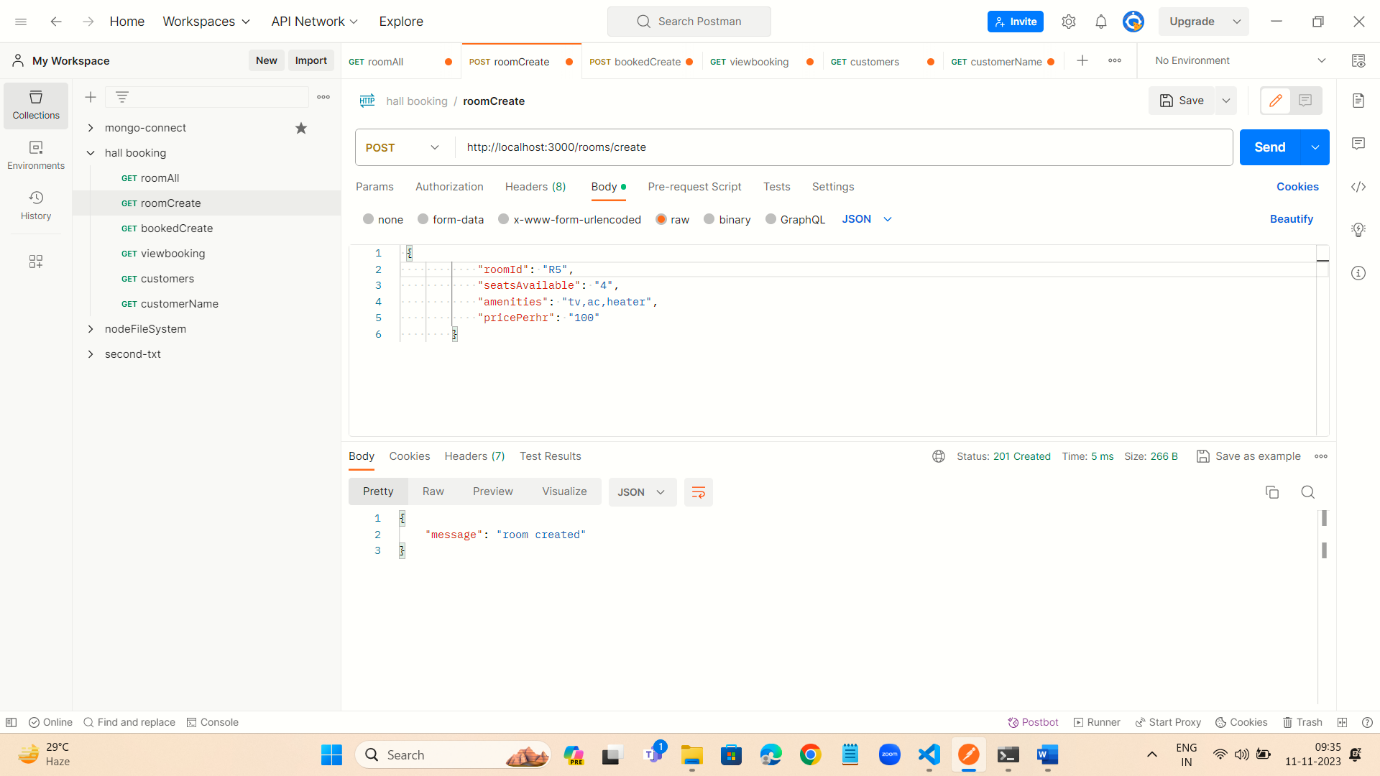 Home Workspaces API Network Explore Search Postman Invite Upgrade
My Workspace New Import GET roomAll POST roomCreate POST bookedCreate GET viewbooking GET customers GET customerName No Environment
Collections
Environments
History
mongo-connect
hall booking
GET roomAll
GET roomCreate
GET bookedCreate
GET viewbooking
GET customers
GET customerName
nodeFileSystem
second-txt
HTTP hall booking / roomCreate Save
POST http://localhost:3000/rooms/create Send
Params Authorization Headers (8) Body Pre-request Script Tests Settings Cookies
none form-data x-www-form-urlencoded raw binary GraphQL JSON Beautify
1 {
2 "roomId": "R5",
3 "seatsAvailable": "4",
4 "amenities": "tv,ac,heater",
5 "pricePerhr": "100"
6 }
Body Cookies Headers (7) Test Results Status: 201 Created Time: 5 ms Size: 266 B Save as example
Pretty Raw Preview Visualize JSON
1 {
2 "message": "room created"
3 }
Online Find and replace Console Postbot Runner Start Proxy Cookies Trash
29°C
Haze
Search
PRE
T 1
zoom
W
ENG
IN
09:35
11-11-2023